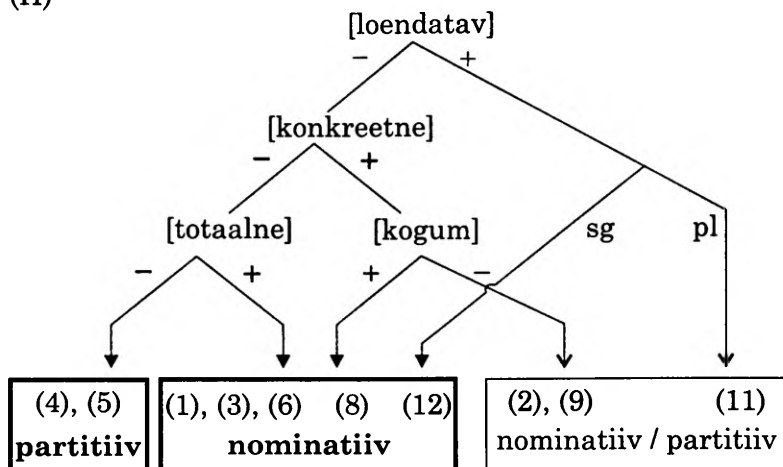 (II)
[loendatav]
− +
[konkreetne]
− +
[totaalne] [kogum] sg pl
− + + −
(4), (5) (1), (3), (6) (8) (12) (2), (9) (11)
partitiiv nominatiiv nominatiiv / partitiiv